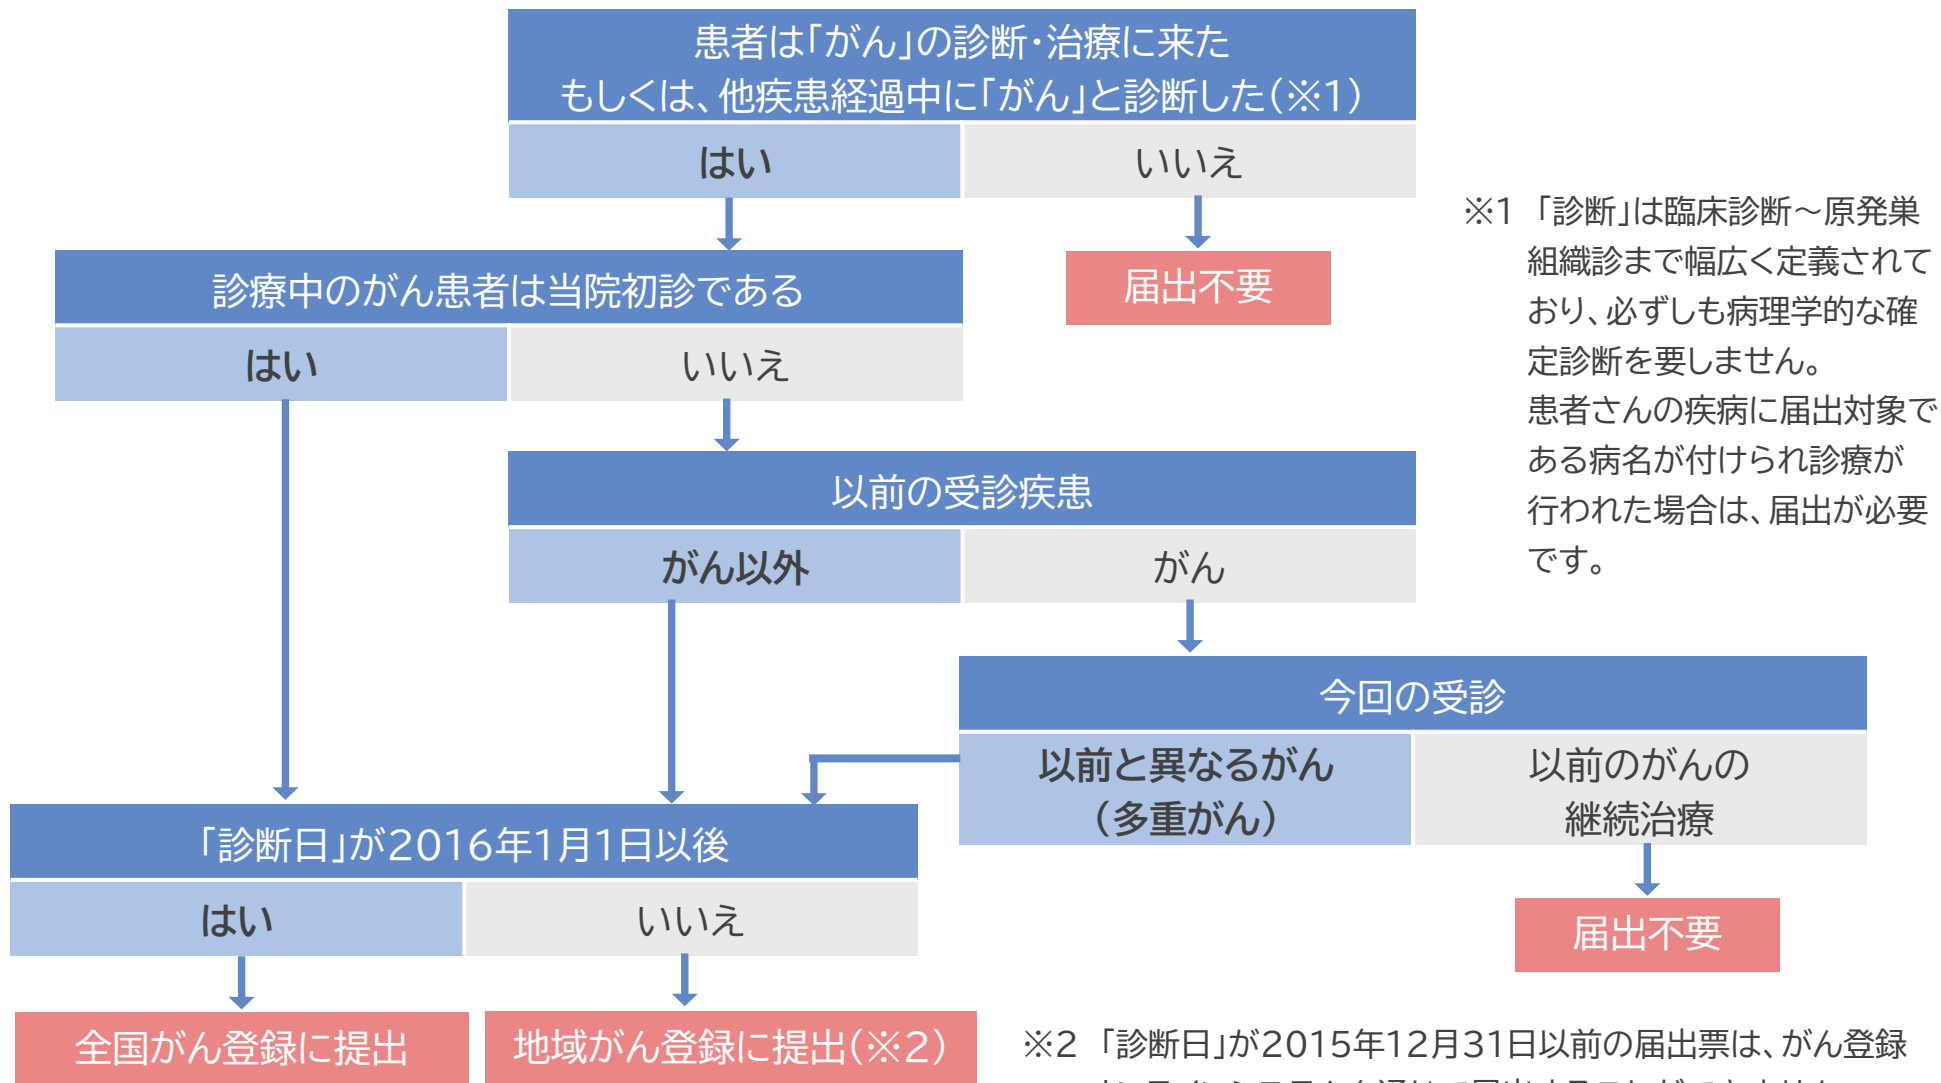 患者は「がん」の診断・治療に来た
もしくは、他疾患経過中に「がん」と診断した(※1)
はい
いいえ
届出不要
※1 「診断」は臨床診断～原発巣
組織診まで幅広く定義されて
おり、必ずしも病理学的な確
定診断を要しません。
患者さんの疾病に届出対象で
ある病名が付けられ診療が
行われた場合は、届出が必要
です。
診療中のがん患者は当院初診である
はい
いいえ
以前の受診疾患
がん以外
がん
今回の受診
以前と異なるがん
(多重がん)
以前のがんの
継続治療
届出不要
「診断日」が2016年1月1日以後
はい
いいえ
全国がん登録に提出
地域がん登録に提出(※2)
※2 「診断日」が2015年12月31日以前の届出票は、がん登録